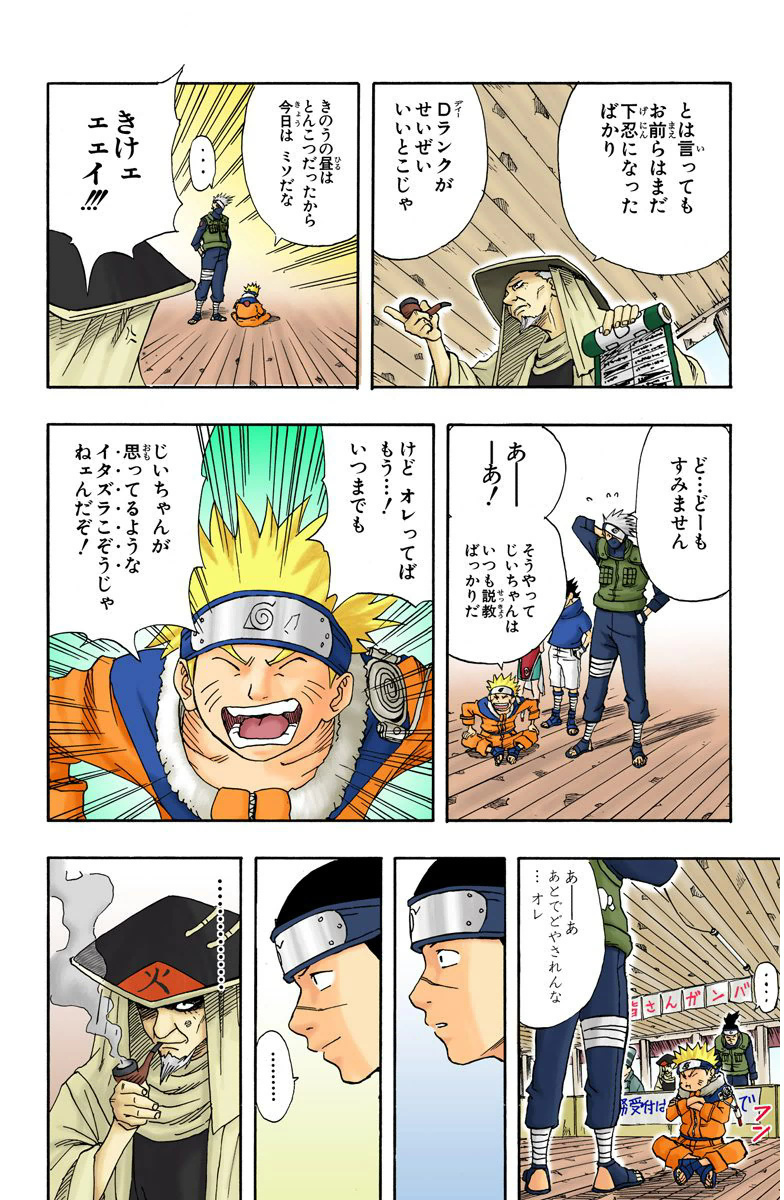 とは言っても
お前らはまだ
下忍になった
ばかり
Dランクが
せいぜい
いいとこじゃ
きのうの昼は
とんこつだったから
今日は ミソだな
…
きけェ
ェェイ!!!
ど…どーも
すみません
あー
ーあ！
そうやって
じいちゃんは
いつも説教
ばっかりだ
けど オレってば
もう…！
いつまでも
じいちゃんが
思ってるような
イタズラこぞうじゃ
ねェんだぞ！
…
あーーあ
あとでどやされんな
…オレ
皆さんガンバ
務受付は
で
プン
………
…………
火